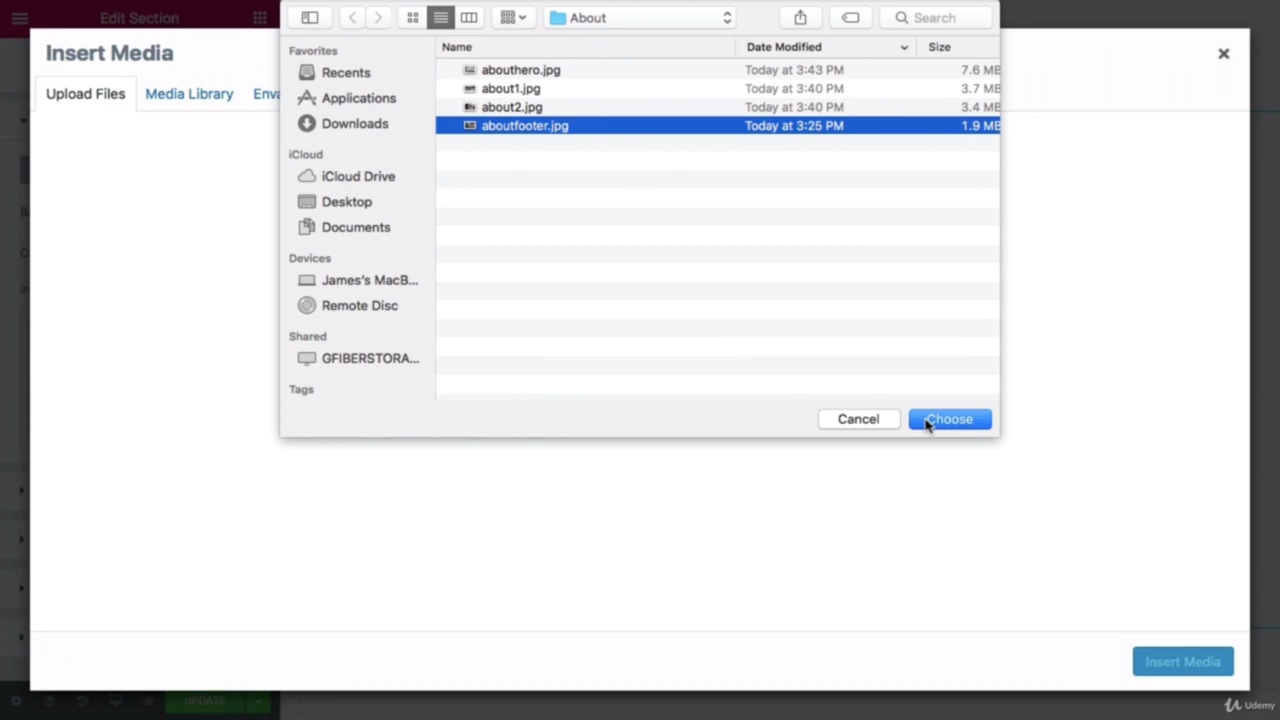 Edit Section
Insert Media
Upload Files
Media Library
Enva
About
Search
Favorites
Recents
Applications
Downloads
iCloud
iCloud Drive
Desktop
Documents
Devices
James's MacB...
Remote Disc
Shared
GFIBERSTORA...
Tags
Name Date Modified Size
abouthero.jpg Today at 3:43 PM 7.6 MB
about1.jpg Today at 3:40 PM 3.7 MB
about2.jpg Today at 3:40 PM 3.4 MB
aboutfooter.jpg Today at 3:25 PM 1.9 MB
Cancel
Choose
Insert Media
UPDATE
Udemy